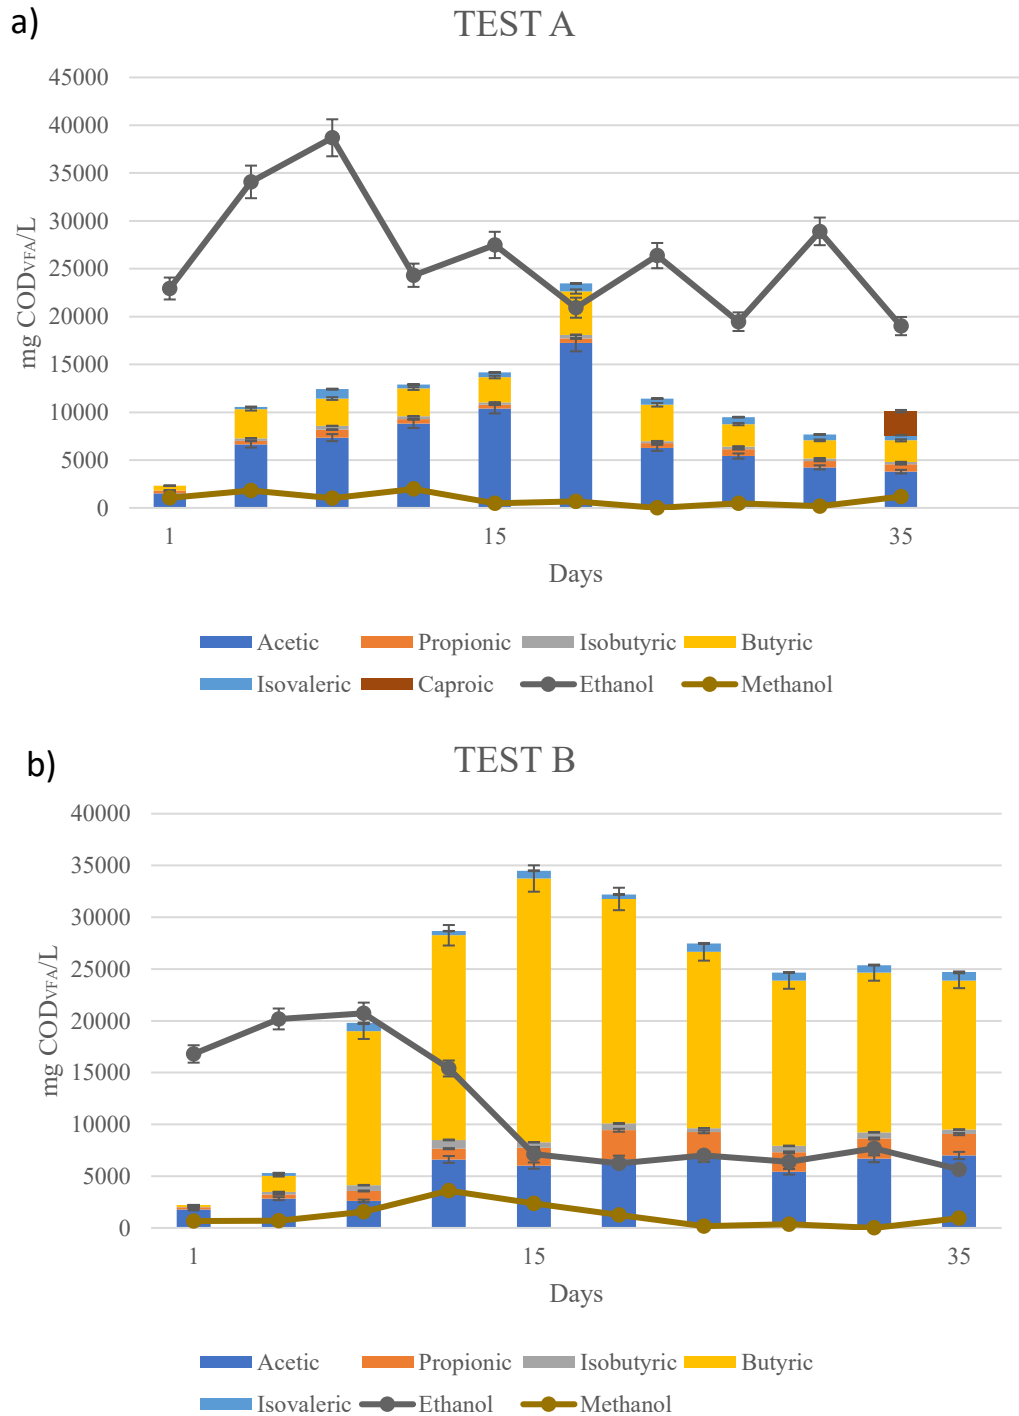 a)
TEST A
45000
40000
35000
30000
25000
20000
15000
10000
5000
0
mg COD_VFA/L
1 15 35
Days
Acetic Propionic Isobutyric Butyric
Isovaleric Caproic Ethanol Methanol
b)
TEST B
40000
35000
30000
25000
20000
15000
10000
5000
0
mg COD_VFA/L
1 15 35
Days
Acetic Propionic Isobutyric Butyric
Isovaleric Ethanol Methanol